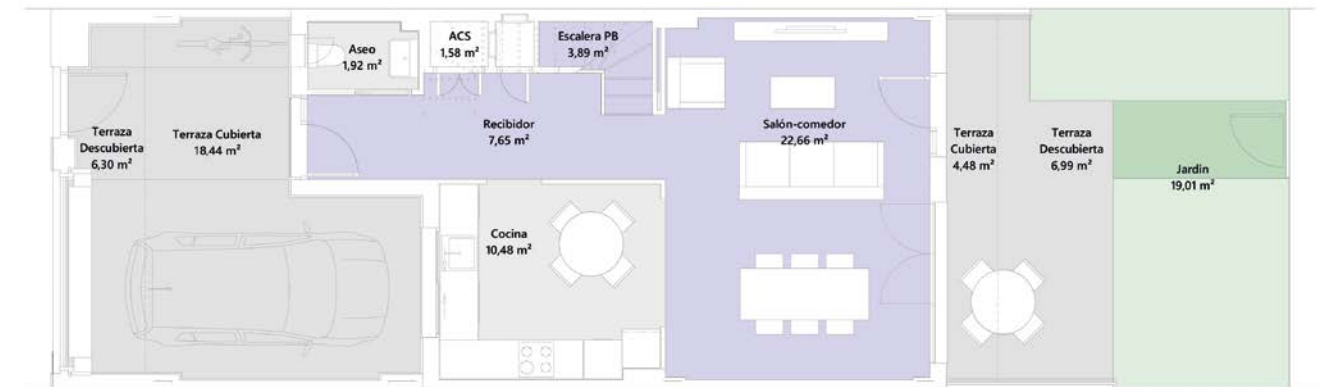 Aseo
1,92 m²
ACS
1,58 m²
Escalera PB
3,89 m²
Terraza
Descubierta
6,30 m²
Terraza Cubierta
18,44 m²
Recibidor
7,65 m²
Salón-comedor
22,66 m²
Terraza
Cubierta
4,48 m²
Terraza
Descubierta
6,99 m²
Jardín
19,01 m²
Cocina
10,48 m²